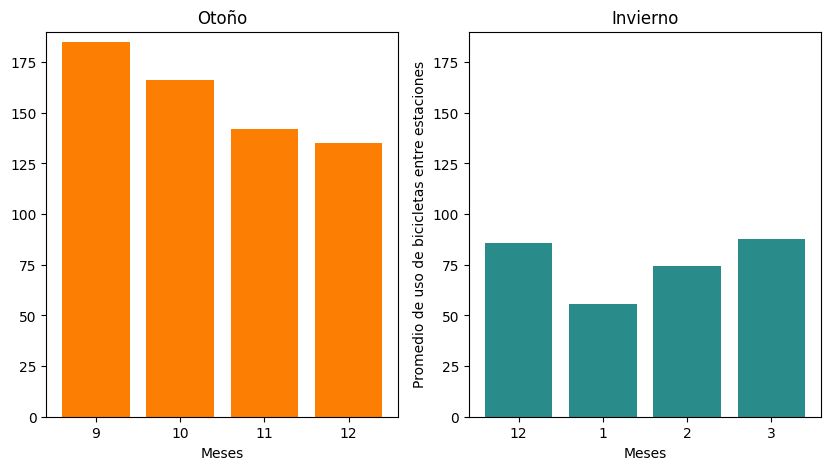 Otoño
175
150
125
100
75
50
25
0
9 10 11 12
Meses
Invierno
Promedio de uso de bicicletas entre estaciones
175
150
125
100
75
50
25
0
12 1 2 3
Meses